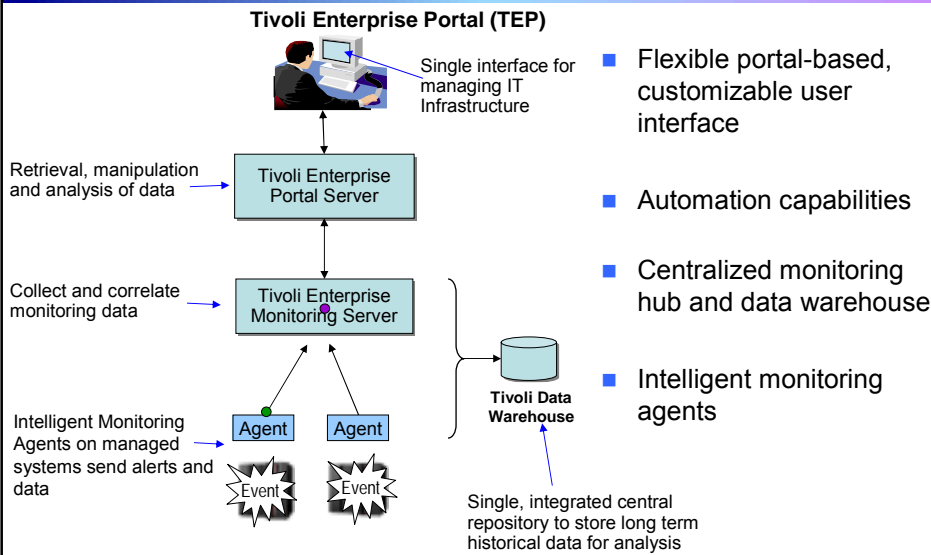 Tivoli Enterprise Portal (TEP)
Single interface for
managing IT
Infrastructure
Retrieval, manipulation
and analysis of data
Tivoli Enterprise
Portal Server
Collect and correlate
monitoring data
Tivoli Enterprise
Monitoring Server
Intelligent Monitoring
Agents on managed
systems send alerts and
data
Agent
Agent
Event
Event
Tivoli Data
Warehouse
Single, integrated central
repository to store long term
historical data for analysis
Flexible portal-based,
customizable user
interface
Automation capabilities
Centralized monitoring
hub and data warehouse
Intelligent monitoring
agents